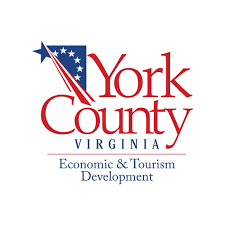 York
County
VIRGINIA
Economic & Tourism
Development